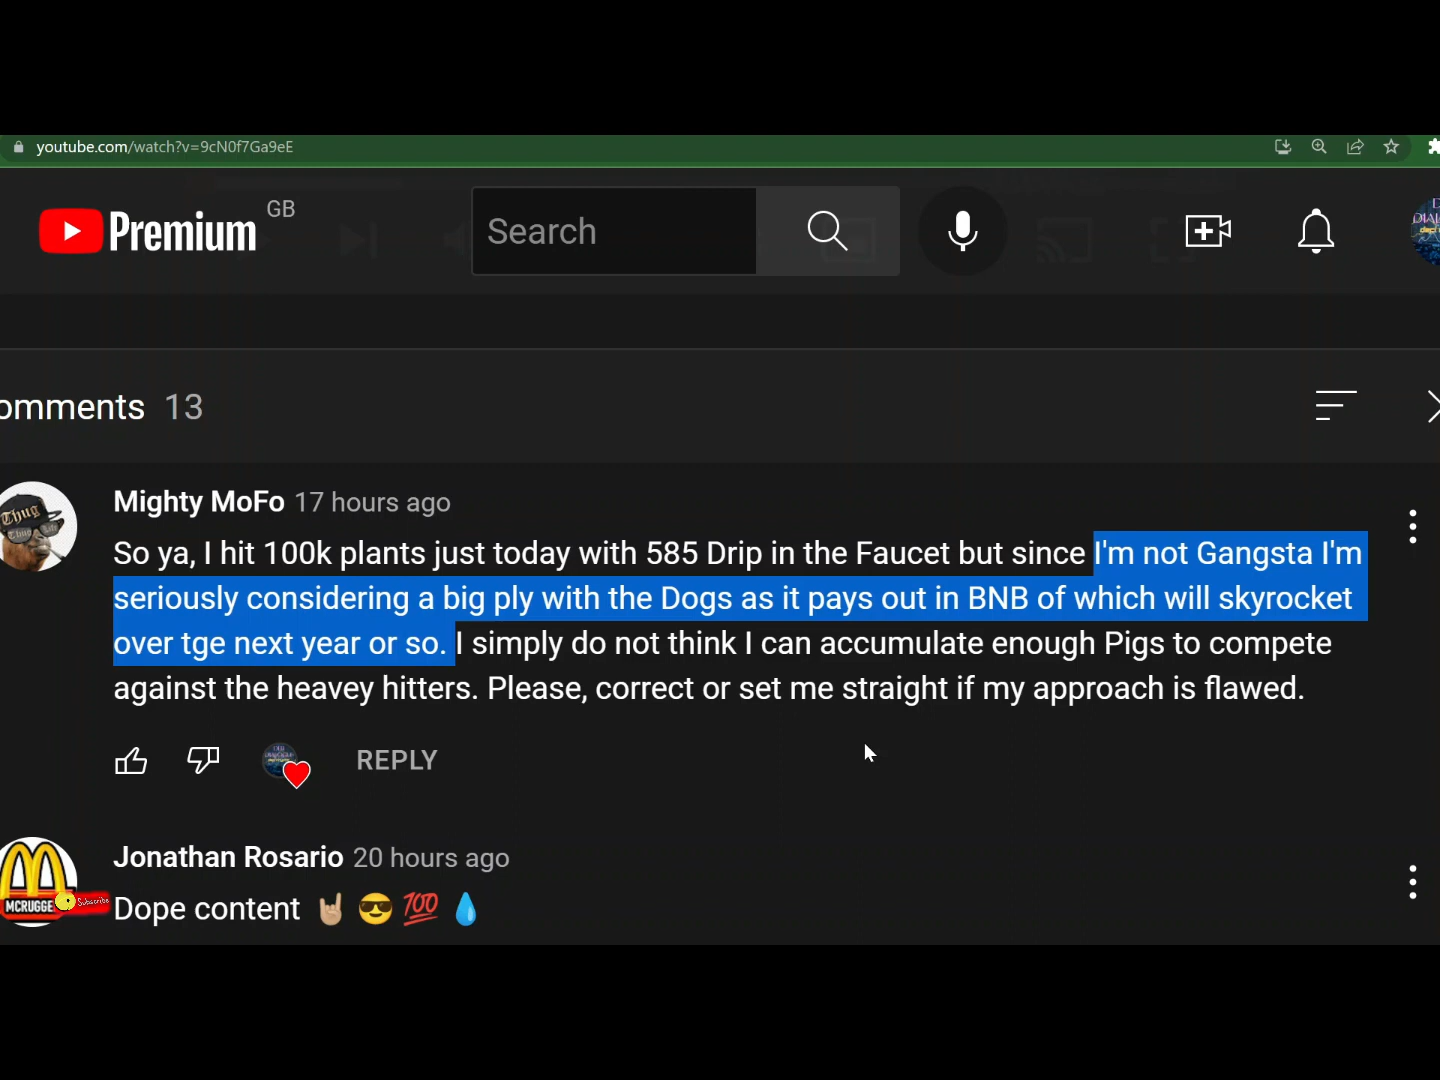 youtube.com/watch?v=9cN0f7Ga9eE
Premium GB
Search
omments 13
Mighty MoFo 17 hours ago
So ya, I hit 100k plants just today with 585 Drip in the Faucet but since I'm not Gangsta I'm
seriously considering a big ply with the Dogs as it pays out in BNB of which will skyrocket
over tge next year or so. I simply do not think I can accumulate enough Pigs to compete
against the heavey hitters. Please, correct or set me straight if my approach is flawed.
REPLY
Jonathan Rosario 20 hours ago
Dope content 🤘🏼 😎 💯 💧
Thug
Thug Life
MCRUGGE
Subscribe